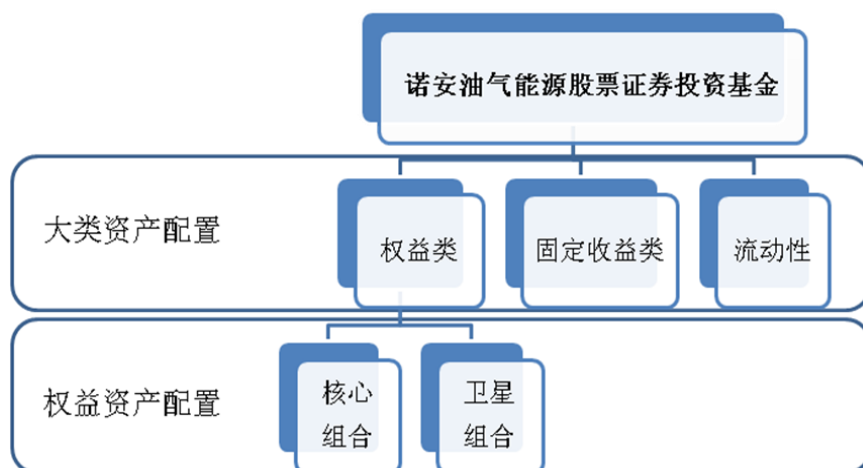 诺安油气能源股票证券投资基金
大类资产配置
权益类
固定收益类
流动性
权益资产配置
核心
组合
卫星
组合